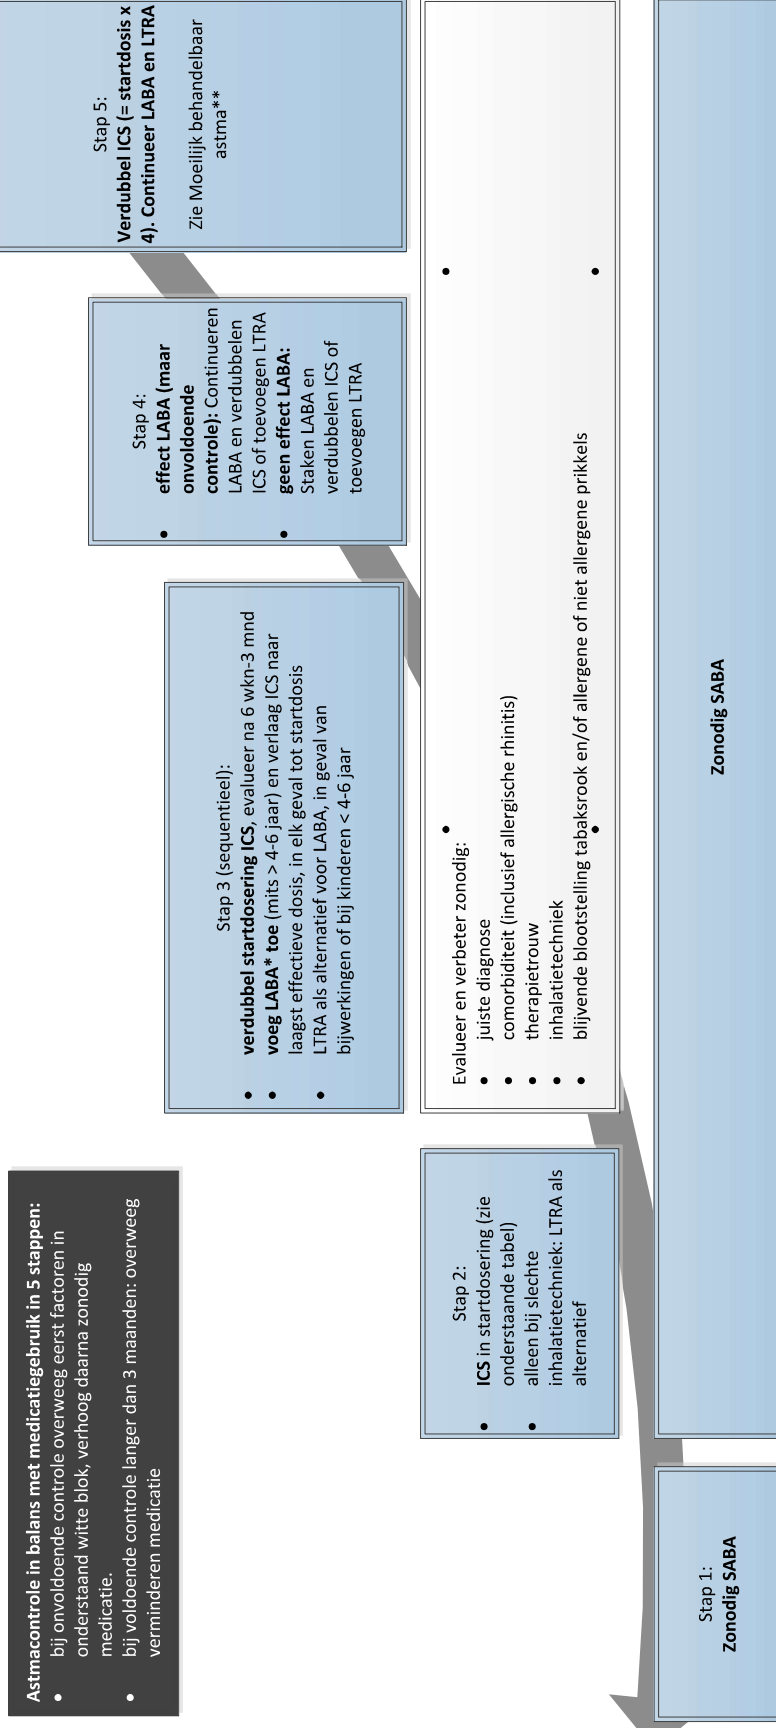 Astmacontrole in balans met medicatiegebruik in 5 stappen:
• bij onvoldoende controle overweeg eerst factoren in
onderstaand witte blok, verhoog daarna zonodig
medicatie.
• bij voldoende controle langer dan 3 maanden: overweeg
verminderen medicatie
Stap 1:
Zonodig SABA
Stap 2:
• ICS in startdosering (zie
onderstaande tabel)
• alleen bij slechte
inhalatietechniek: LTRA als
alternatief
Stap 3 (sequentieel):
• verdubbel startdosering ICS, evalueer na 6 wkn-3 mnd
• voeg LABA* toe (mits > 4-6 jaar) en verlaag ICS naar
laagst effectieve dosis, in elk geval tot startdosis
• LTRA als alternatief voor LABA, in geval van
bijwerkingen of bij kinderen < 4-6 jaar
Stap 4:
• effect LABA (maar
onvoldoende
controle): Continueren
LABA en verdubbelen
ICS of toevoegen LTRA
• geen effect LABA:
Staken LABA en
verdubbelen ICS of
toevoegen LTRA
Stap 5:
Verdubbel ICS (= startdosis x
4). Continueer LABA en LTRA
Zie Moeilijk behandelbaar
astma**
Evalueer en verbeter zonodig:
• juiste diagnose
• comorbiditeit (inclusief allergische rhinitis)
• therapietrouw
• inhalatietechniek
• blijvende blootstelling tabaksrook en/of allergene of niet allergene prikkels
Zonodig SABA